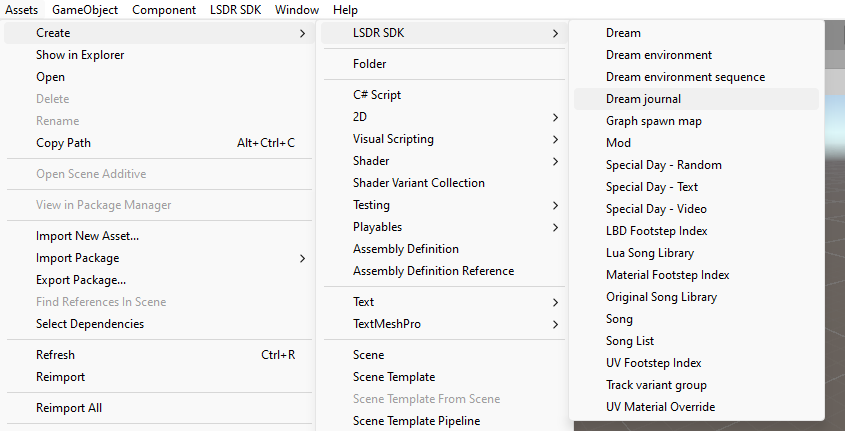 Assets GameObject Component LSDR SDK Window Help
Create
Show in Explorer
Open
Delete
Rename
Copy Path Alt+Ctrl+C
Open Scene Additive
View in Package Manager
Import New Asset...
Import Package
Export Package...
Find References In Scene
Select Dependencies
Refresh Ctrl+R
Reimport
Reimport All
LSDR SDK
Folder
C# Script
2D
Visual Scripting
Shader
Shader Variant Collection
Testing
Playables
Assembly Definition
Assembly Definition Reference
Text
TextMeshPro
Scene
Scene Template
Scene Template From Scene
Scene Template Pipeline
Dream
Dream environment
Dream environment sequence
Dream journal
Graph spawn map
Mod
Special Day - Random
Special Day - Text
Special Day - Video
LBD Footstep Index
Lua Song Library
Material Footstep Index
Original Song Library
Song
Song List
UV Footstep Index
Track variant group
UV Material Override